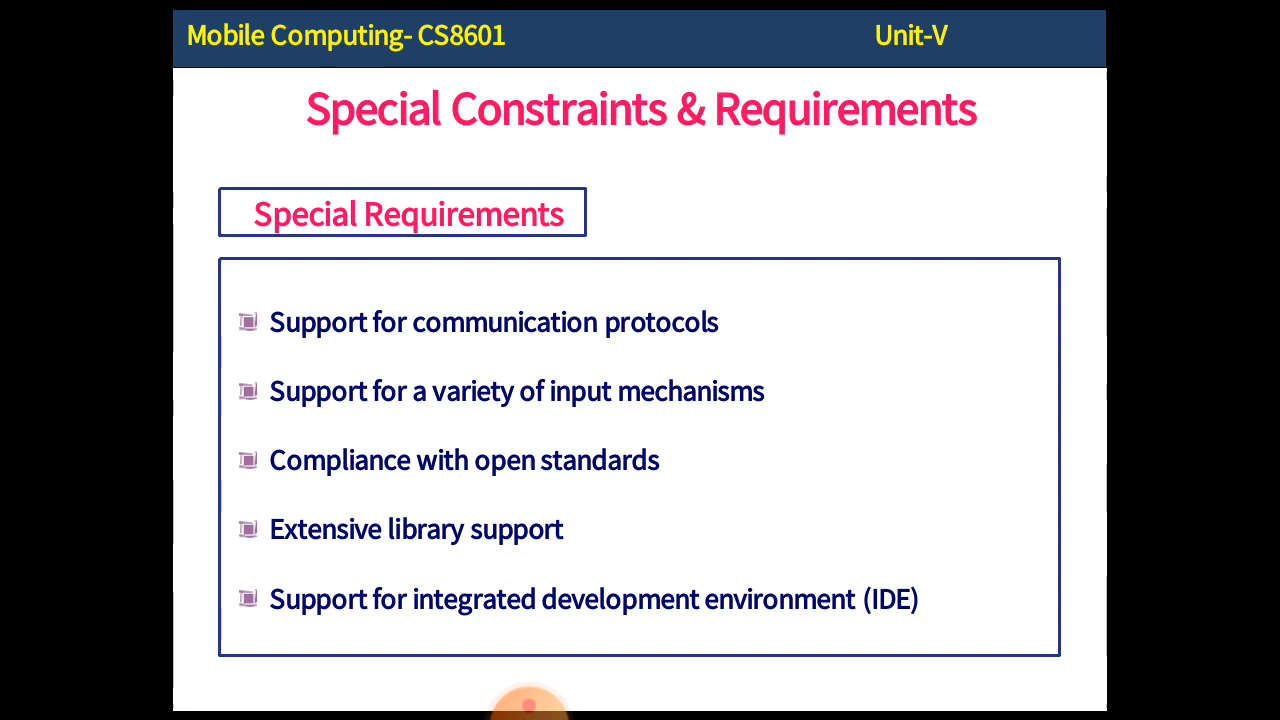 Mobile Computing- CS8601 Unit-V
Special Constraints & Requirements
Special Requirements
Support for communication protocols
Support for a variety of input mechanisms
Compliance with open standards
Extensive library support
Support for integrated development environment (IDE)